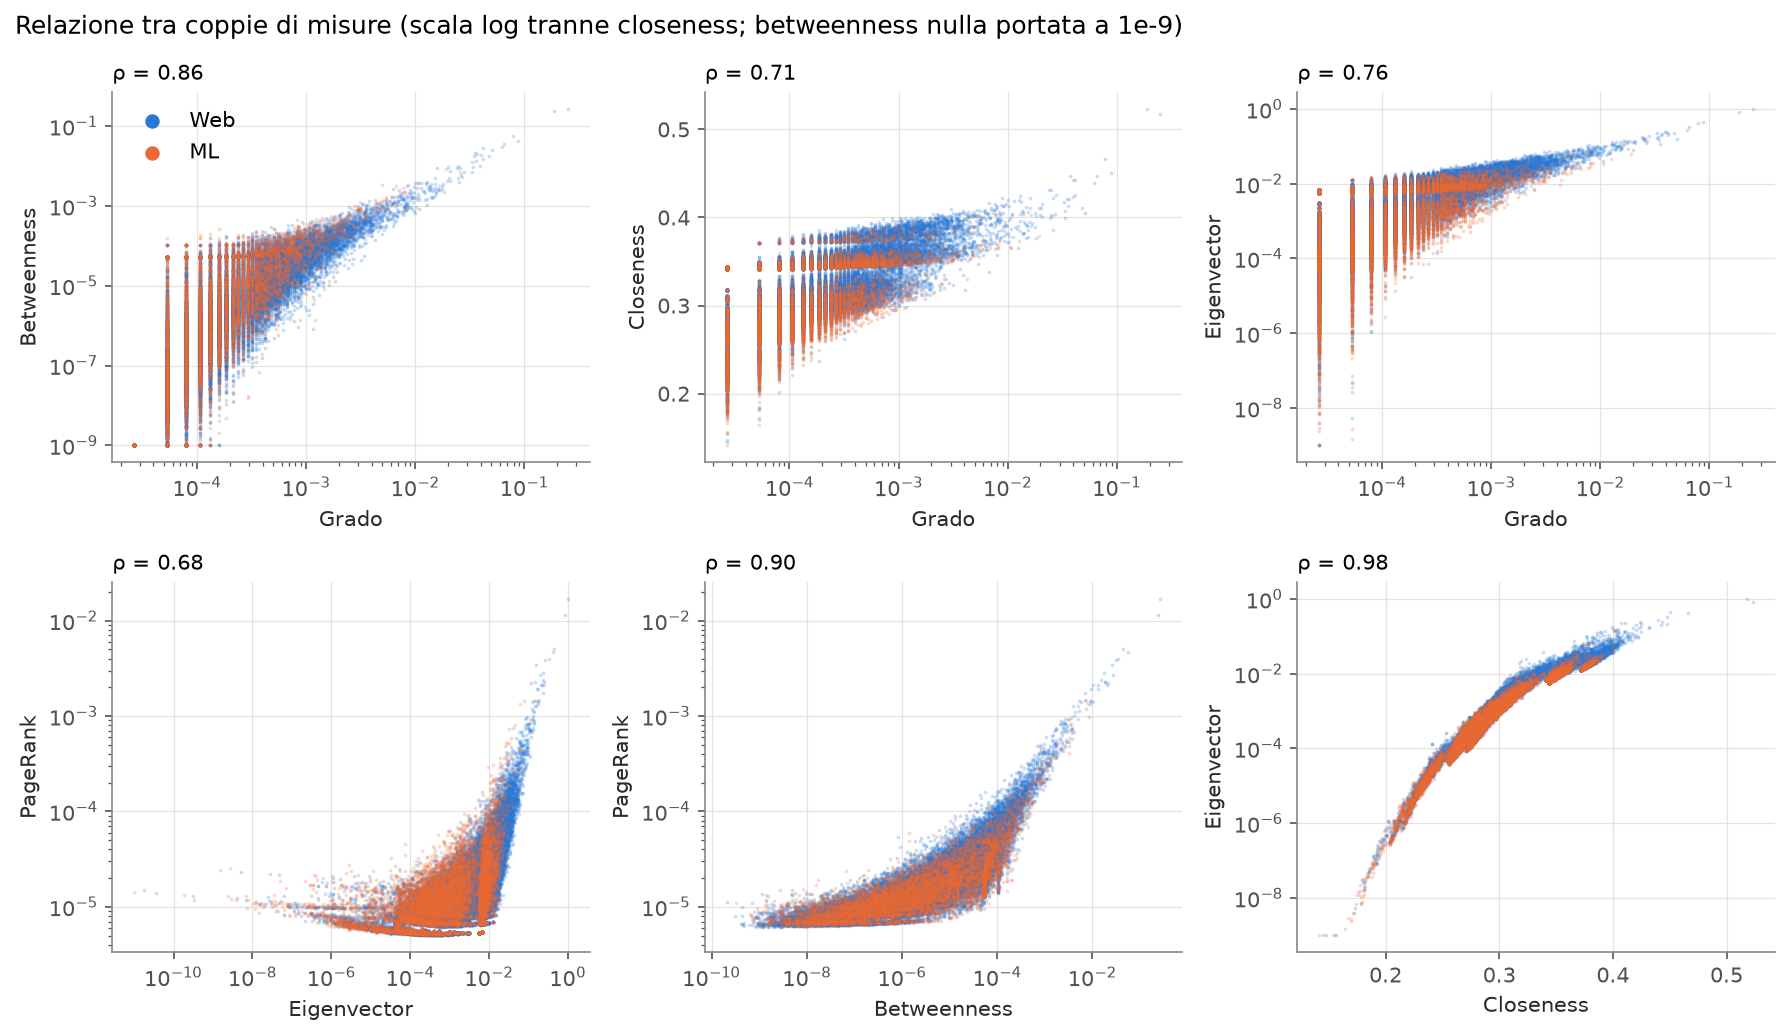 Relazione tra coppie di misure (scala log tranne closeness; betweenness nulla portata a 1e-9)
ρ = 0.86
Web
ML
10⁻¹
10⁻³
10⁻⁵
10⁻⁷
10⁻⁹
Betweenness
10⁻⁴ 10⁻³ 10⁻² 10⁻¹
Grado
ρ = 0.71
0.5
0.4
0.3
0.2
Closeness
10⁻⁴ 10⁻³ 10⁻² 10⁻¹
Grado
ρ = 0.76
10⁰
10⁻²
10⁻⁴
10⁻⁶
10⁻⁸
Eigenvector
10⁻⁴ 10⁻³ 10⁻² 10⁻¹
Grado
ρ = 0.68
10⁻²
10⁻³
10⁻⁴
10⁻⁵
PageRank
10⁻¹⁰ 10⁻⁸ 10⁻⁶ 10⁻⁴ 10⁻² 10⁰
Eigenvector
ρ = 0.90
10⁻²
10⁻³
10⁻⁴
10⁻⁵
PageRank
10⁻¹⁰ 10⁻⁸ 10⁻⁶ 10⁻⁴ 10⁻²
Betweenness
ρ = 0.98
10⁰
10⁻²
10⁻⁴
10⁻⁶
10⁻⁸
Eigenvector
0.2 0.3 0.4 0.5
Closeness